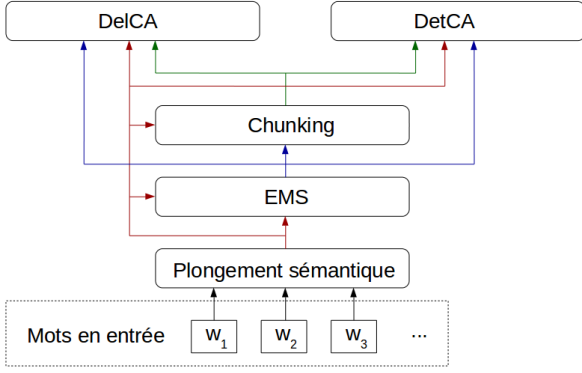 DelCA DetCA
Chunking
EMS
Plongement sémantique
Mots en entrée w1 w2 w3 ...